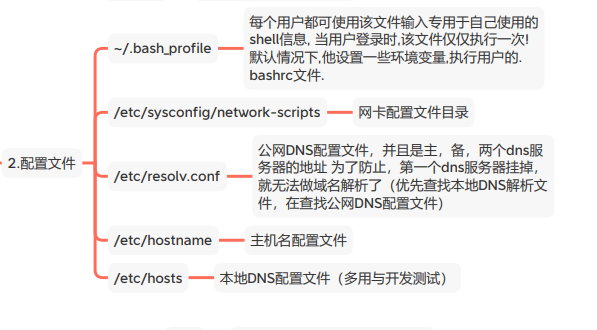 每个用户都可使用该文件输入专用于自己使用的
shell信息, 当用户登录时,该文件仅仅执行一次!
默认情况下,他设置一些环境变量,执行用户的.
bashrc文件.
~/.bash_profile
/etc/sysconfig/network-scripts
网卡配置文件目录
2.配置文件
公网DNS配置文件，并且是主，备，两个dns服
务器的地址 为了防止，第一个dns服务器挂掉，
就无法做域名解析了（优先查找本地DNS解析文
件，在查找公网DNS配置文件）
/etc/resolv.conf
/etc/hostname
主机名配置文件
/etc/hosts
本地DNS配置文件（多用与开发测试）